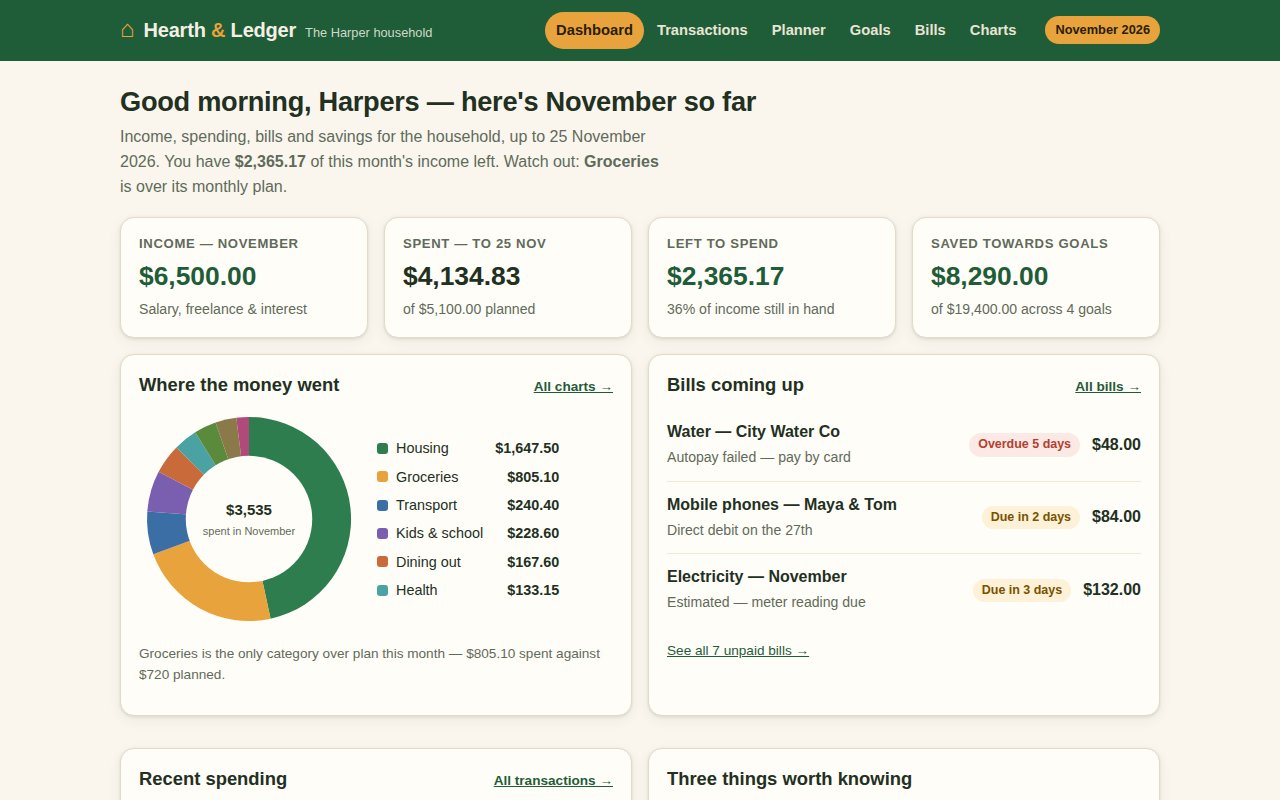 ⌂ Hearth & Ledger The Harper household
Dashboard Transactions Planner Goals Bills Charts November 2026
Good morning, Harpers — here's November so far
Income, spending, bills and savings for the household, up to 25 November
2026. You have $2,365.17 of this month's income left. Watch out: Groceries
is over its monthly plan.
INCOME — NOVEMBER
$6,500.00
Salary, freelance & interest
SPENT — TO 25 NOV
$4,134.83
of $5,100.00 planned
LEFT TO SPEND
$2,365.17
36% of income still in hand
SAVED TOWARDS GOALS
$8,290.00
of $19,400.00 across 4 goals
Where the money went All charts →
$3,535
spent in November
Housing $1,647.50
Groceries $805.10
Transport $240.40
Kids & school $228.60
Dining out $167.60
Health $133.15
Groceries is the only category over plan this month — $805.10 spent against
$720 planned.
Bills coming up All bills →
Water — City Water Co
Autopay failed — pay by card
Overdue 5 days $48.00
Mobile phones — Maya & Tom
Direct debit on the 27th
Due in 2 days $84.00
Electricity — November
Estimated — meter reading due
Due in 3 days $132.00
See all 7 unpaid bills →
Recent spending All transactions →
Three things worth knowing